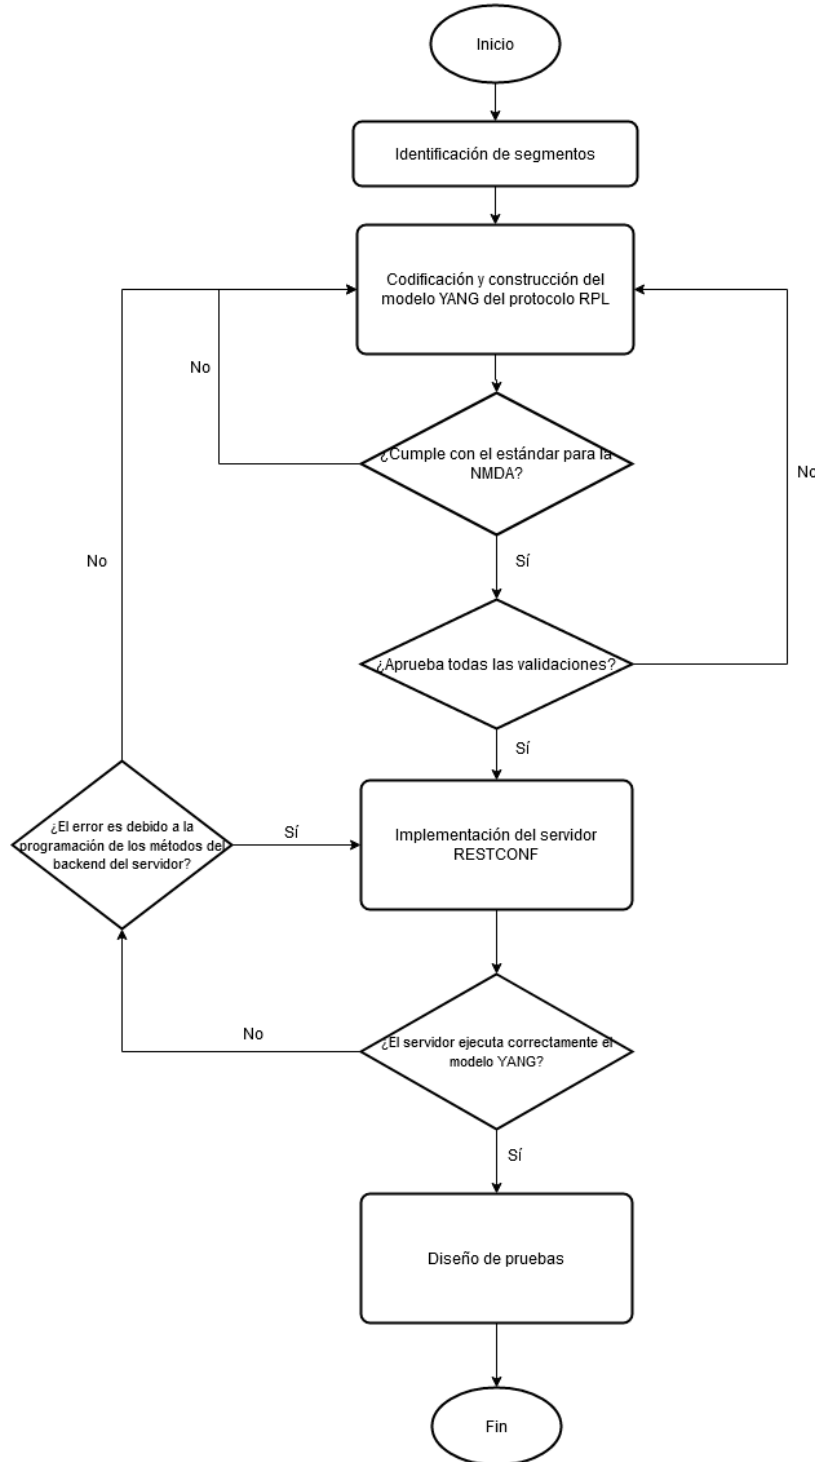 Inicio
Identificación de segmentos
Codificación y construcción del
modelo YANG del protocolo RPL
No
¿Cumple con el estándar para la
NMDA?
No
No
Sí
¿Aprueba todas las validaciones?
Sí
¿El error es debido a la
programación de los métodos del
backend del servidor?
Sí
Implementación del servidor
RESTCONF
No
¿El servidor ejecuta correctamente el
modelo YANG?
Sí
Diseño de pruebas
Fin